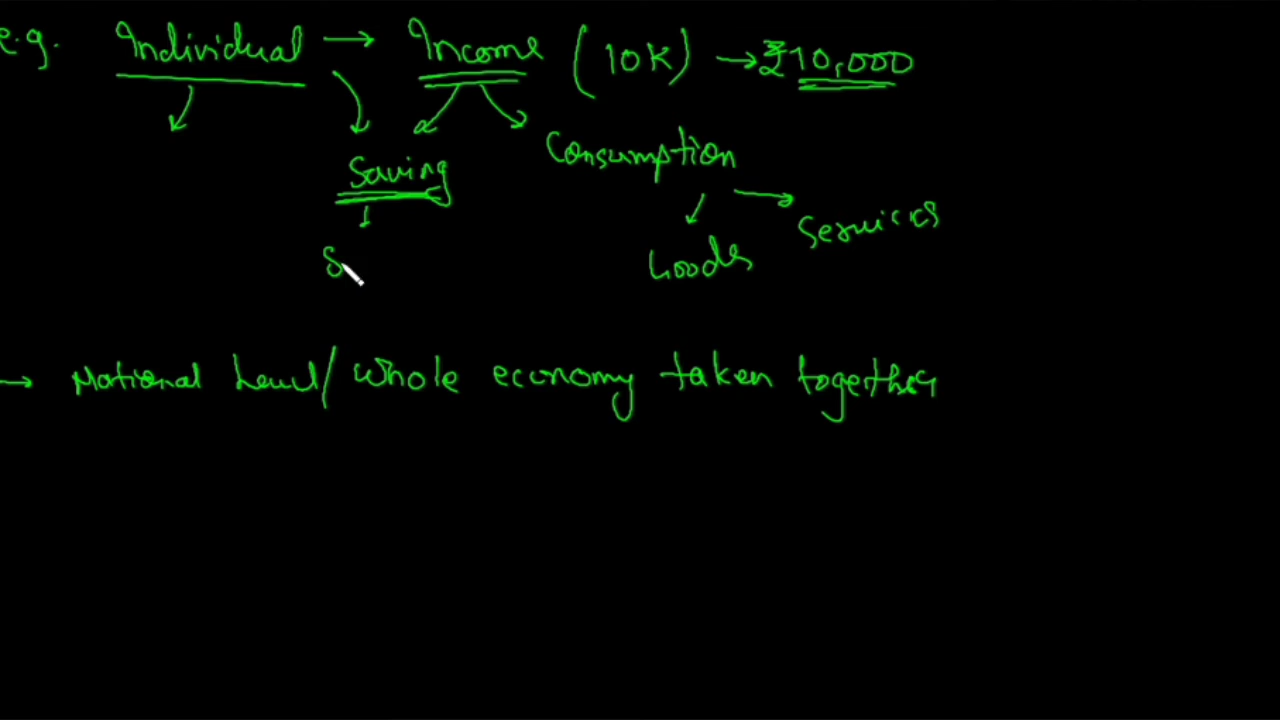 e.g. Individual → Income (10K) → ₹10,000
Saving
Consumption
Services
Goods
S
→ National Level/Whole economy taken together